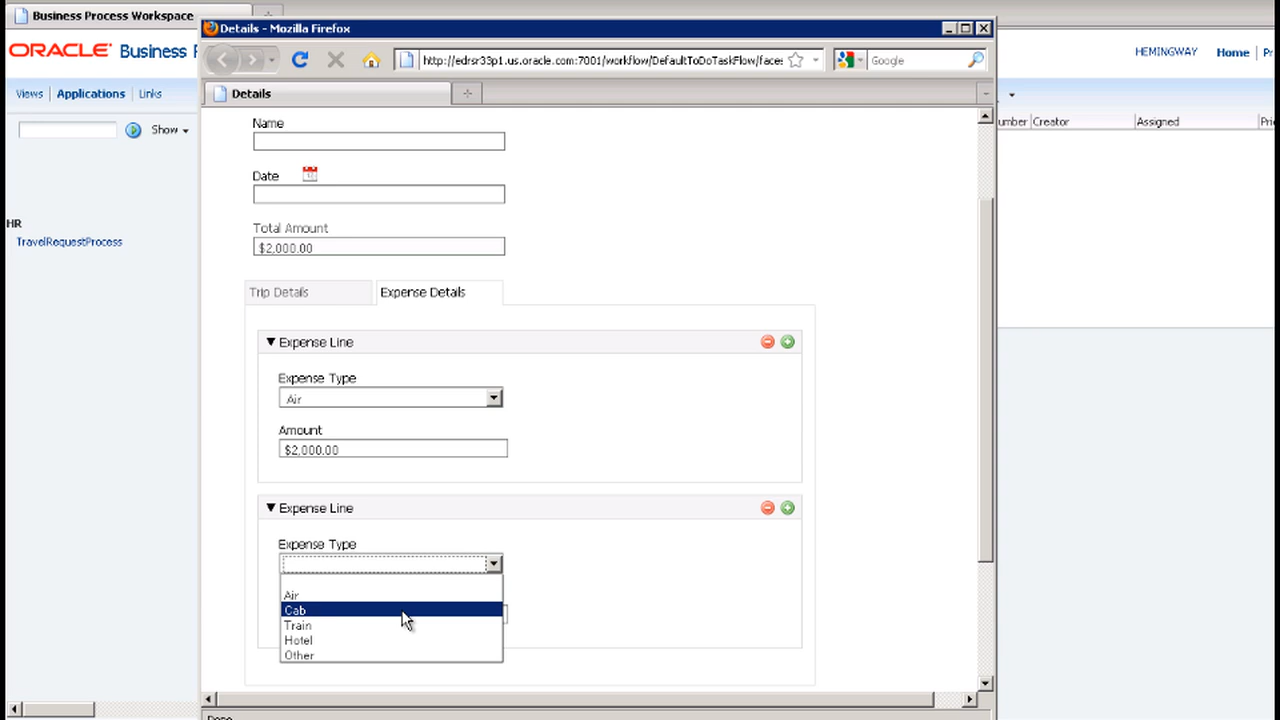 Business Process Workspace
Details - Mozilla Firefox
ORACLE Business
HEMINGWAY Home
http://edrsr33p1.us.oracle.com:7001/workflow/DefaultToDoTaskFlow/faces
Google
Views Applications Links
Details
Show
Creator Assigned
Name
Date
HR
TravelRequestProcess
Total Amount
$2,000.00
Trip Details Expense Details
Expense Line
Expense Type
Air
Amount
$2,000.00
Expense Line
Expense Type
Air
Cab
Train
Hotel
Other